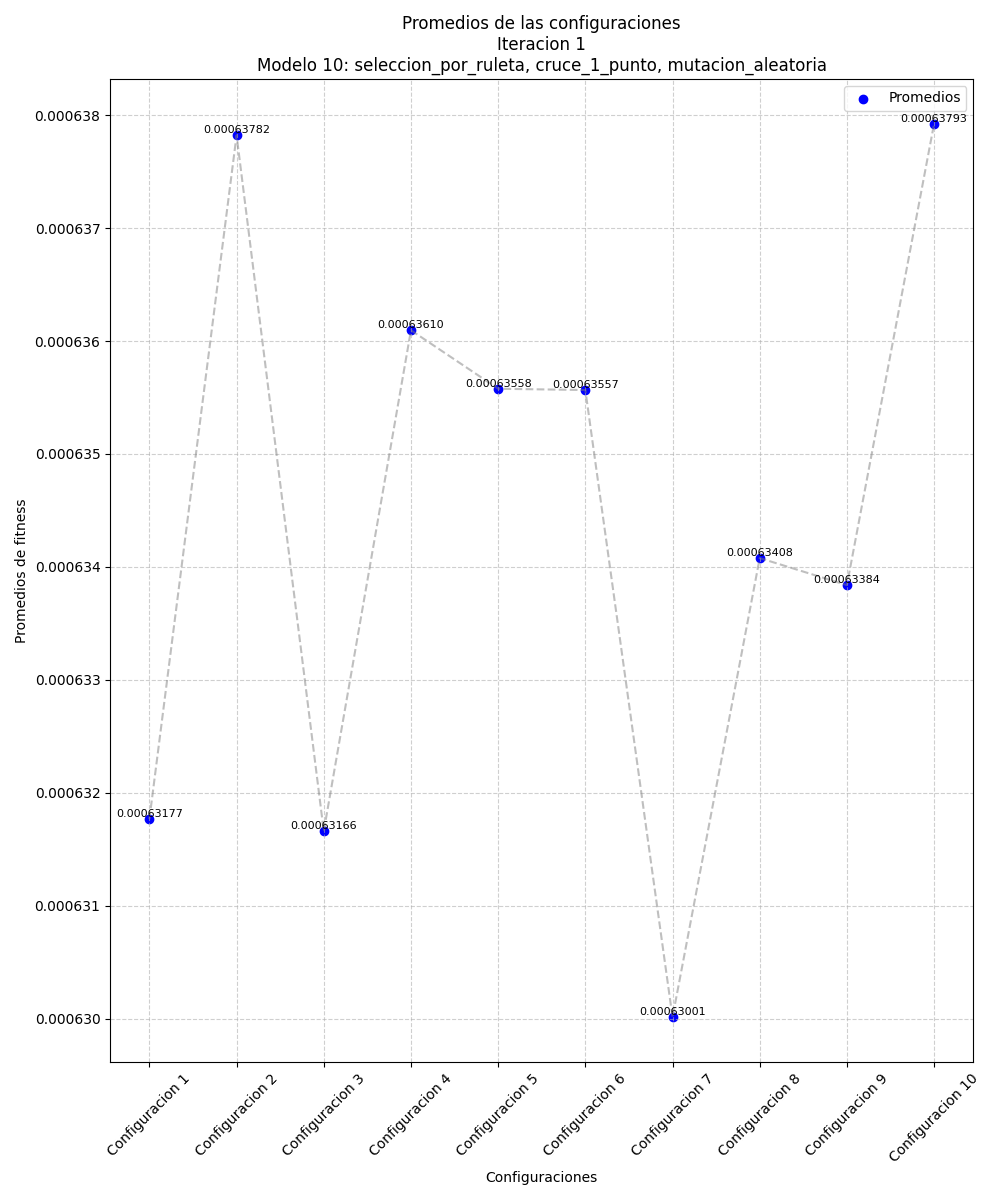 Promedios de las configuraciones
Iteracion 1
Modelo 10: seleccion_por_ruleta, cruce_1_punto, mutacion_aleatoria
Promedios
0.000638
0.000637
0.000636
0.000635
0.000634
0.000633
0.000632
0.000631
0.000630
Promedios de fitness
0.00063177
0.00063782
0.00063166
0.00063610
0.00063558
0.00063557
0.00063001
0.00063408
0.00063384
0.00063793
Configuracion 1
Configuracion 2
Configuracion 3
Configuracion 4
Configuracion 5
Configuracion 6
Configuracion 7
Configuracion 8
Configuracion 9
Configuracion 10
Configuraciones